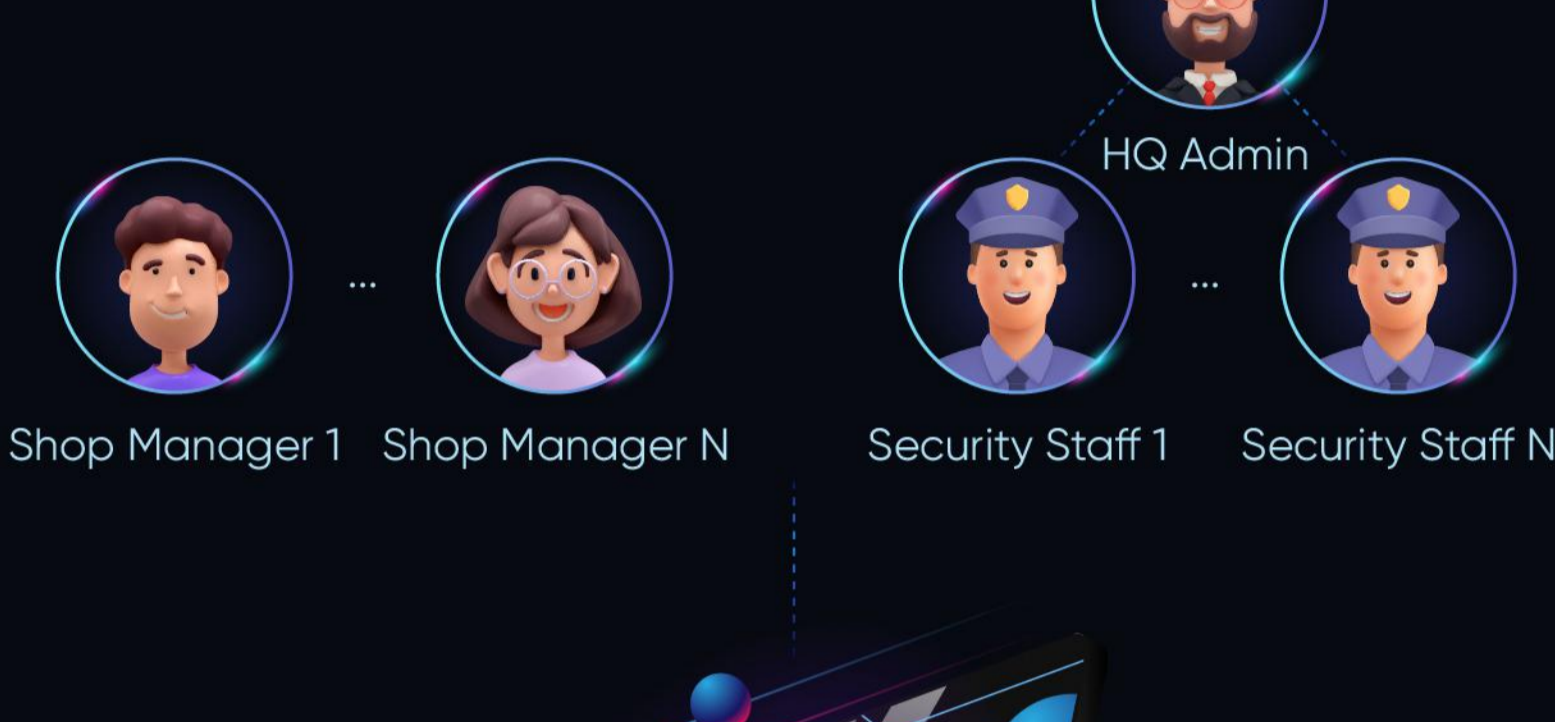 HQ Admin
...
...
Shop Manager 1
Shop Manager N
Security Staff 1
Security Staff N